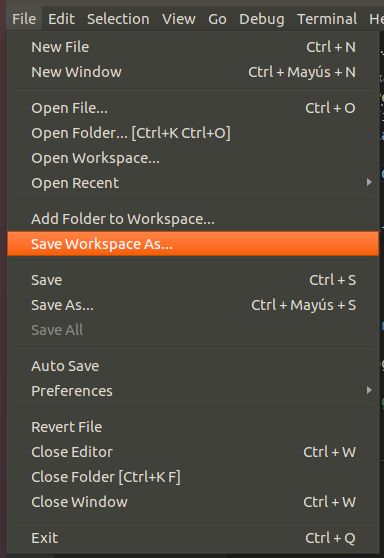 File Edit Selection View Go Debug Terminal He
New File Ctrl + N
New Window Ctrl + Mayús + N
Open File... Ctrl + O
Open Folder... [Ctrl+K Ctrl+O]
Open Workspace...
Open Recent
Add Folder to Workspace...
Save Workspace As...
Save Ctrl + S
Save As... Ctrl + Mayús + S
Save All
Auto Save
Preferences
Revert File
Close Editor Ctrl + W
Close Folder [Ctrl+K F]
Close Window Ctrl + W
Exit Ctrl + Q